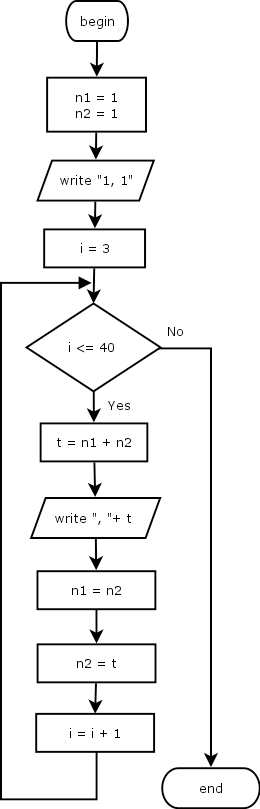 begin
n1 = 1
n2 = 1
write "1, 1"
i = 3
i <= 40
No
Yes
t = n1 + n2
write ", "+ t
n1 = n2
n2 = t
i = i + 1
end